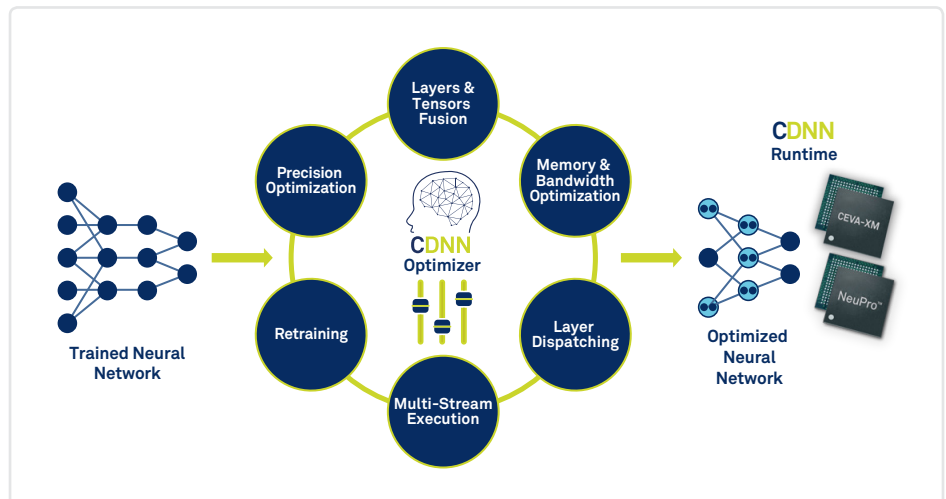 Layers &
Tensors
Fusion
Precision
Optimization
Memory &
Bandwidth
Optimization
CDNN
Optimizer
Retraining
Layer
Dispatching
Multi-Stream
Execution
Trained Neural
Network
CDNN
Runtime
CEVA-XM
NeuPro™
Optimized
Neural
Network